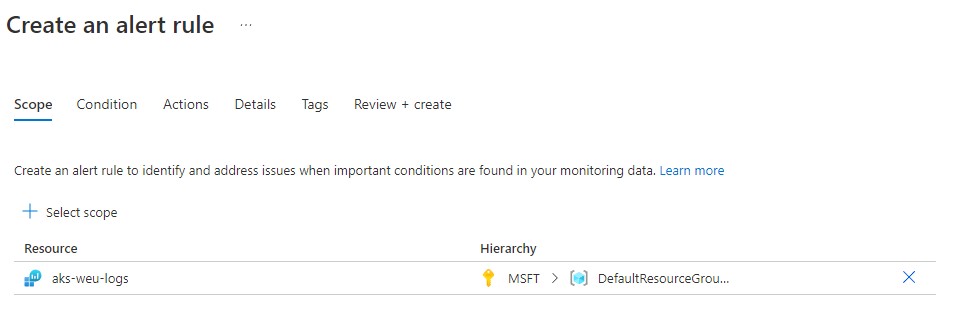 Create an alert rule ...
Scope Condition Actions Details Tags Review + create
Create an alert rule to identify and address issues when important conditions are found in your monitoring data. Learn more
+ Select scope
Resource Hierarchy
aks-weu-logs MSFT > DefaultResourceGrou...